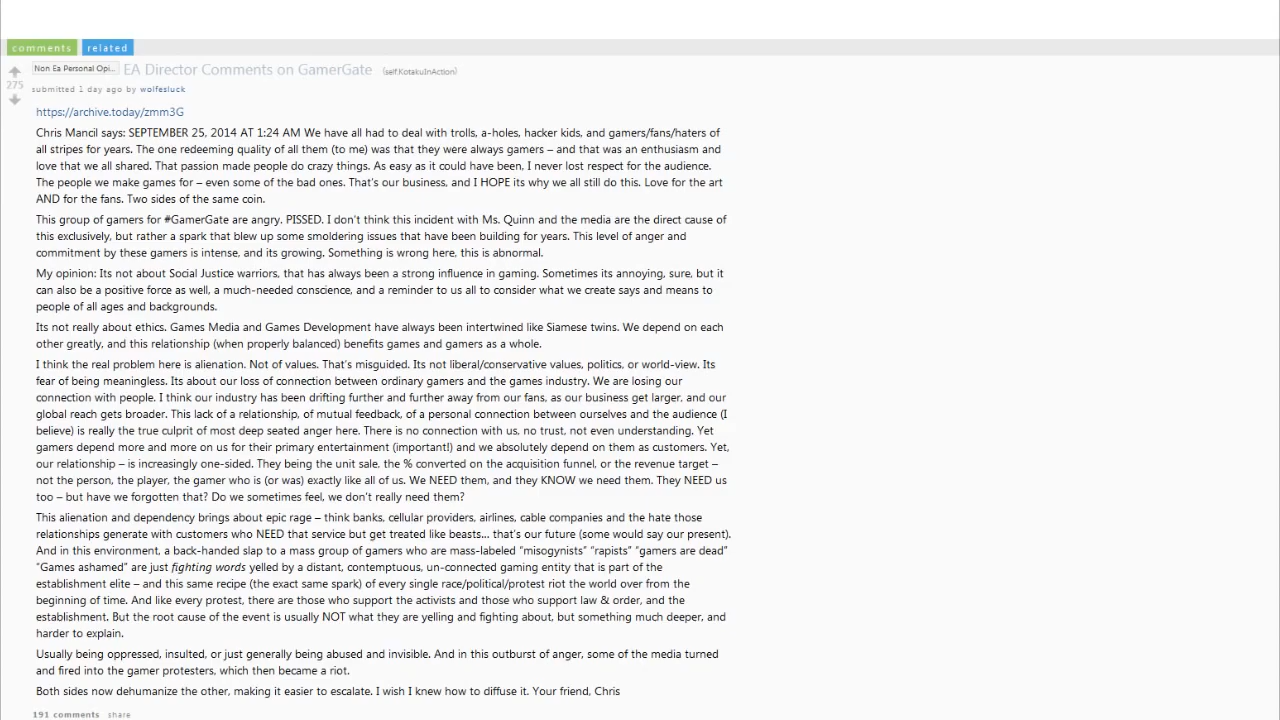 comments related
Non Ea Personal Opi... EA Director Comments on GamerGate (self.KotakuInAction)
275
submitted 1 day ago by wolfesluck
https://archive.today/zmm3G
Chris Mancil says: SEPTEMBER 25, 2014 AT 1:24 AM We have all had to deal with trolls, a-holes, hacker kids, and gamers/fans/haters of
all stripes for years. The one redeeming quality of all them (to me) was that they were always gamers – and that was an enthusiasm and
love that we all shared. That passion made people do crazy things. As easy as it could have been, I never lost respect for the audience.
The people we make games for – even some of the bad ones. That's our business, and I HOPE its why we all still do this. Love for the art
AND for the fans. Two sides of the same coin.
This group of gamers for #GamerGate are angry. PISSED. I don't think this incident with Ms. Quinn and the media are the direct cause of
this exclusively, but rather a spark that blew up some smoldering issues that have been building for years. This level of anger and
commitment by these gamers is intense, and its growing. Something is wrong here, this is abnormal.
My opinion: Its not about Social Justice warriors, that has always been a strong influence in gaming. Sometimes its annoying, sure, but it
can also be a positive force as well, a much-needed conscience, and a reminder to us all to consider what we create says and means to
people of all ages and backgrounds.
Its not really about ethics. Games Media and Games Development have always been intertwined like Siamese twins. We depend on each
other greatly, and this relationship (when properly balanced) benefits games and gamers as a whole.
I think the real problem here is alienation. Not of values. That's misguided. Its not liberal/conservative values, politics, or world-view. Its
fear of being meaningless. Its about our loss of connection between ordinary gamers and the games industry. We are losing our
connection with people. I think our industry has been drifting further and further away from our fans, as our business get larger, and our
global reach gets broader. This lack of a relationship, of mutual feedback, of a personal connection between ourselves and the audience (I
believe) is really the true culprit of most deep seated anger here. There is no connection with us, no trust, not even understanding. Yet
gamers depend more and more on us for their primary entertainment (important!) and we absolutely depend on them as customers. Yet,
our relationship – is increasingly one-sided. They being the unit sale, the % converted on the acquisition funnel, or the revenue target –
not the person, the player, the gamer who is (or was) exactly like all of us. We NEED them, and they KNOW we need them. They NEED us
too – but have we forgotten that? Do we sometimes feel, we don't really need them?
This alienation and dependency brings about epic rage – think banks, cellular providers, airlines, cable companies and the hate those
relationships generate with customers who NEED that service but get treated like beasts... that's our future (some would say our present).
And in this environment, a back-handed slap to a mass group of gamers who are mass-labeled "misogynists" "rapists" "gamers are dead"
"Games ashamed" are just fighting words yelled by a distant, contemptuous, un-connected gaming entity that is part of the
establishment elite – and this same recipe (the exact same spark) of every single race/political/protest riot the world over from the
beginning of time. And like every protest, there are those who support the activists and those who support law & order, and the
establishment. But the root cause of the event is usually NOT what they are yelling and fighting about, but something much deeper, and
harder to explain.
Usually being oppressed, insulted, or just generally being abused and invisible. And in this outburst of anger, some of the media turned
and fired into the gamer protesters, which then became a riot.
Both sides now dehumanize the other, making it easier to escalate. I wish I knew how to diffuse it. Your friend, Chris
191 comments share